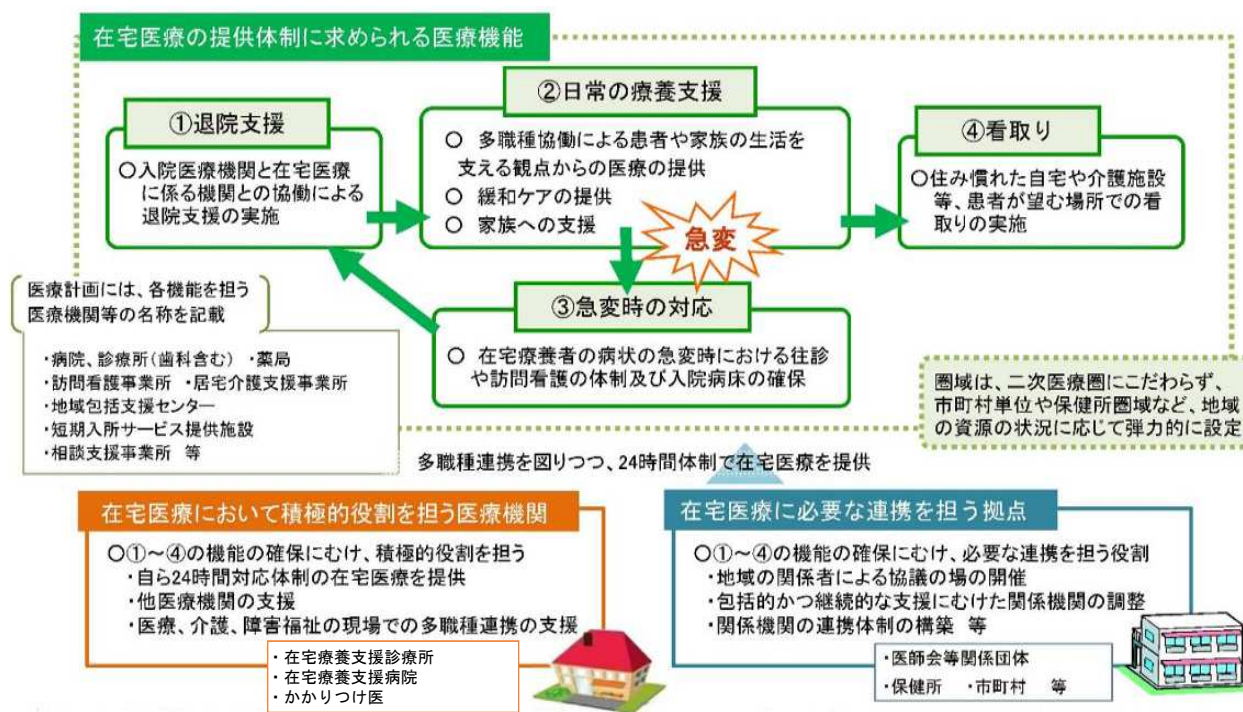 在宅医療の提供体制に求められる医療機能
①退院支援
○入院医療機関と在宅医療
に係る機関との協働による
退院支援の実施
②日常の療養支援
○ 多職種協働による患者や家族の生活を
支える観点からの医療の提供
○ 緩和ケアの提供
○ 家族への支援
急変
④看取り
○住み慣れた自宅や介護施設
等、患者が望む場所での看
取りの実施
③急変時の対応
○ 在宅療養者の病状の急変時における往診
や訪問看護の体制及び入院病床の確保
医療計画には、各機能を担う
医療機関等の名称を記載
・病院、診療所(歯科含む) ・薬局
・訪問看護事業所 ・居宅介護支援事業所
・地域包括支援センター
・短期入所サービス提供施設
・相談支援事業所 等
圏域は、二次医療圏にこだわらず、
市町村単位や保健所圏域など、地域
の資源の状況に応じて弾力的に設定
多職種連携を図りつつ、24時間体制で在宅医療を提供
在宅医療において積極的役割を担う医療機関
○①~④の機能の確保にむけ、積極的役割を担う
・自ら24時間対応体制の在宅医療を提供
・他医療機関の支援
・医療、介護、障害福祉の現場での多職種連携の支援
・在宅療養支援診療所
・在宅療養支援病院
・かかりつけ医
在宅医療に必要な連携を担う拠点
○①~④の機能の確保にむけ、必要な連携を担う役割
・地域の関係者による協議の場の開催
・包括的かつ継続的な支援にむけた関係機関の調整
・関係機関の連携体制の構築 等
・医師会等関係団体
・保健所 ・市町村 等